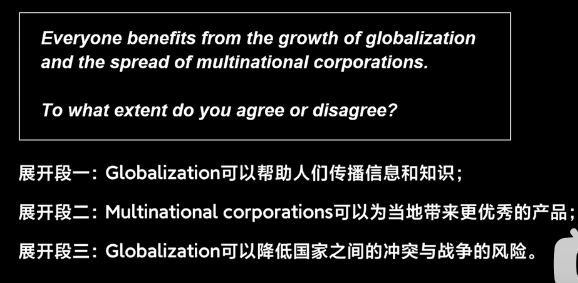 Everyone benefits from the growth of globalization
and the spread of multinational corporations.
To what extent do you agree or disagree?
展开段一：Globalization可以帮助人们传播信息和知识；
展开段二：Multinational corporations可以为当地带来更优秀的产品；
展开段三：Globalization可以降低国家之间的冲突与战争的风险。